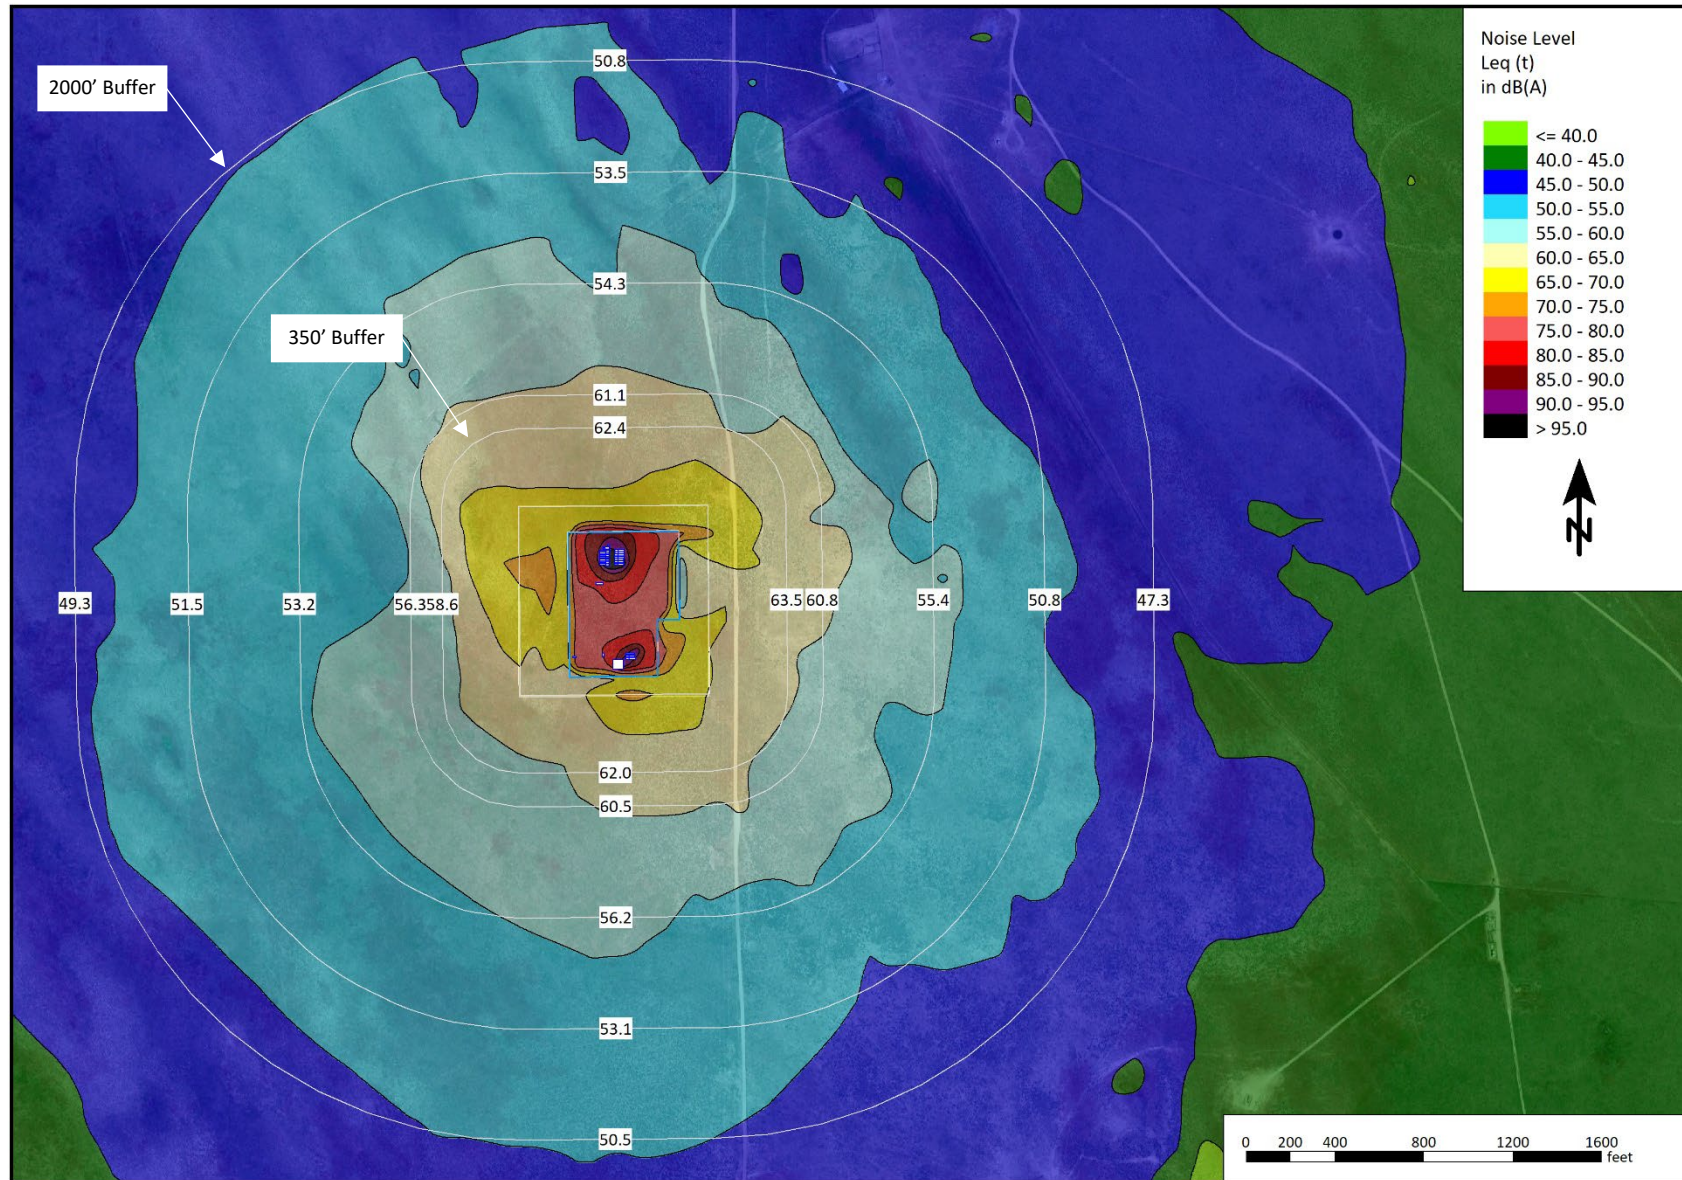 Noise Level
Leq (t)
in dB(A)
<= 40.0
40.0 - 45.0
45.0 - 50.0
50.0 - 55.0
55.0 - 60.0
60.0 - 65.0
65.0 - 70.0
70.0 - 75.0
75.0 - 80.0
80.0 - 85.0
85.0 - 90.0
90.0 - 95.0
> 95.0
N
2000’ Buffer
350’ Buffer
50.8
53.5
54.3
61.1
62.4
49.3 51.5 53.2 56.3 58.6 63.5 60.8 55.4 50.8 47.3
62.0
60.5
56.2
53.1
50.5
0 200 400 800 1200 1600
feet